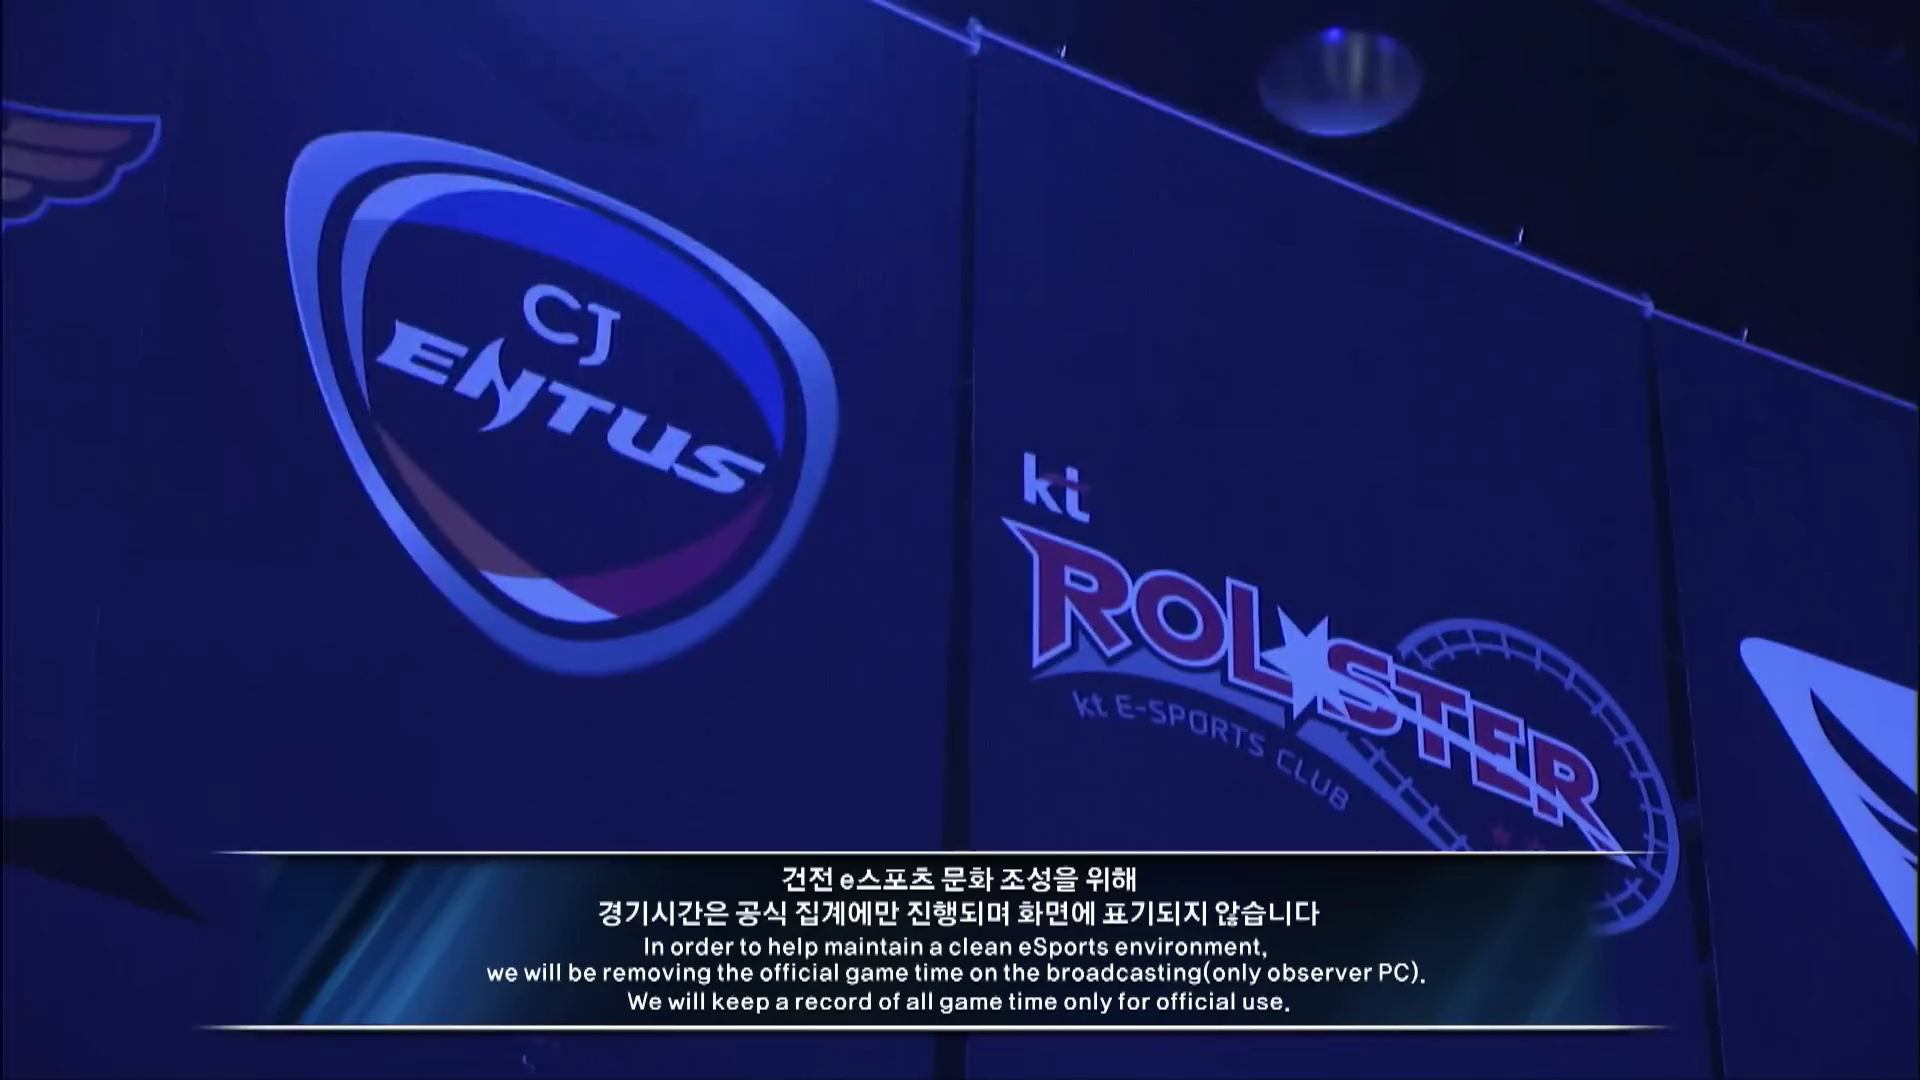 CJ
ENTUS
kt
ROLSTER
kt E-SPORTS CLUB
건전 e스포츠 문화 조성을 위해
경기시간은 공식 집계에만 진행되며 화면에 표기되지 않습니다
In order to help maintain a clean eSports environment,
we will be removing the official game time on the broadcasting(only observer PC).
We will keep a record of all game time only for official use.